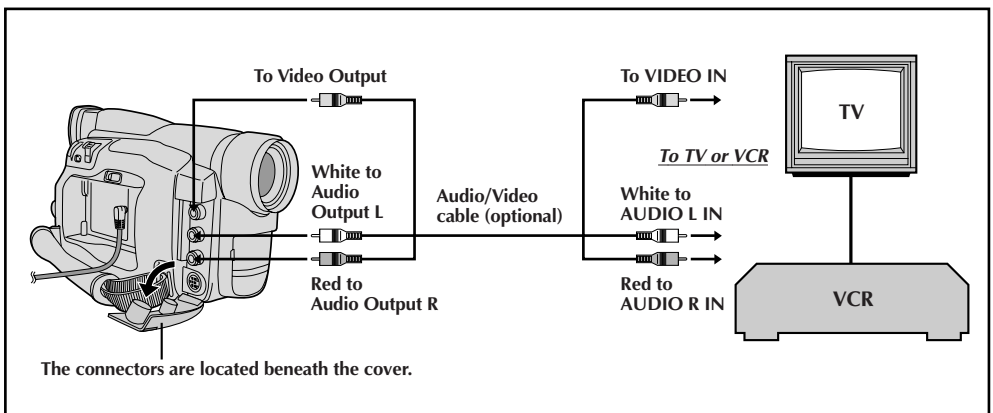 To Video Output
White to
Audio
Output L
Red to
Audio Output R
The connectors are located beneath the cover.
Audio/Video
cable (optional)
To VIDEO IN
To TV or VCR
White to
AUDIO L IN
Red to
AUDIO R IN
TV
VCR